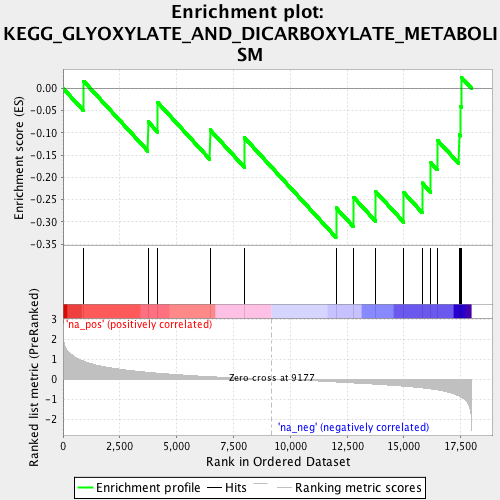 Enrichment plot:
KEGG_GLYOXYLATE_AND_DICARBOXYLATE_METABOLI
SM
Enrichment score (ES)
0.00
-0.05
-0.10
-0.15
-0.20
-0.25
-0.30
-0.35
'na_pos' (positively correlated)
Ranked list metric (PreRanked)
3
2
1
0
-1
-2
Zero cross at 9177
'na_neg' (negatively correlated)
0 2,500 5,000 7,500 10,000 12,500 15,000 17,500
Rank in Ordered Dataset
Enrichment profile Hits Ranking metric scores